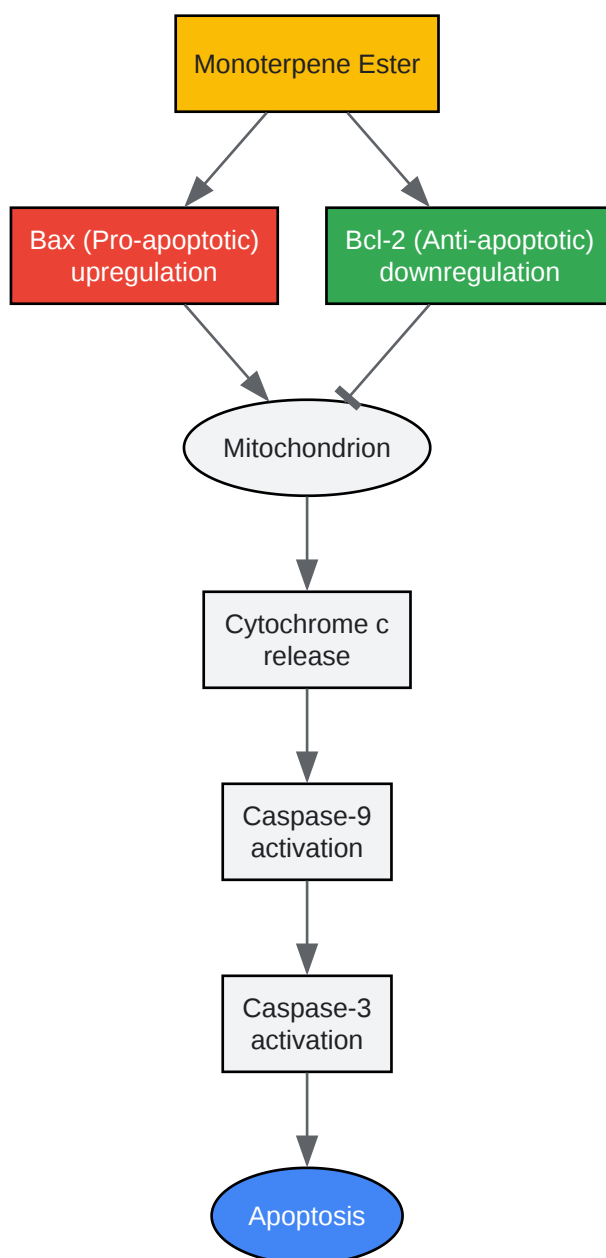 Monoterpene Ester
Bax (Pro-apoptotic)
upregulation
Bcl-2 (Anti-apoptotic)
downregulation
Mitochondrion
Cytochrome c
release
Caspase-9
activation
Caspase-3
activation
Apoptosis